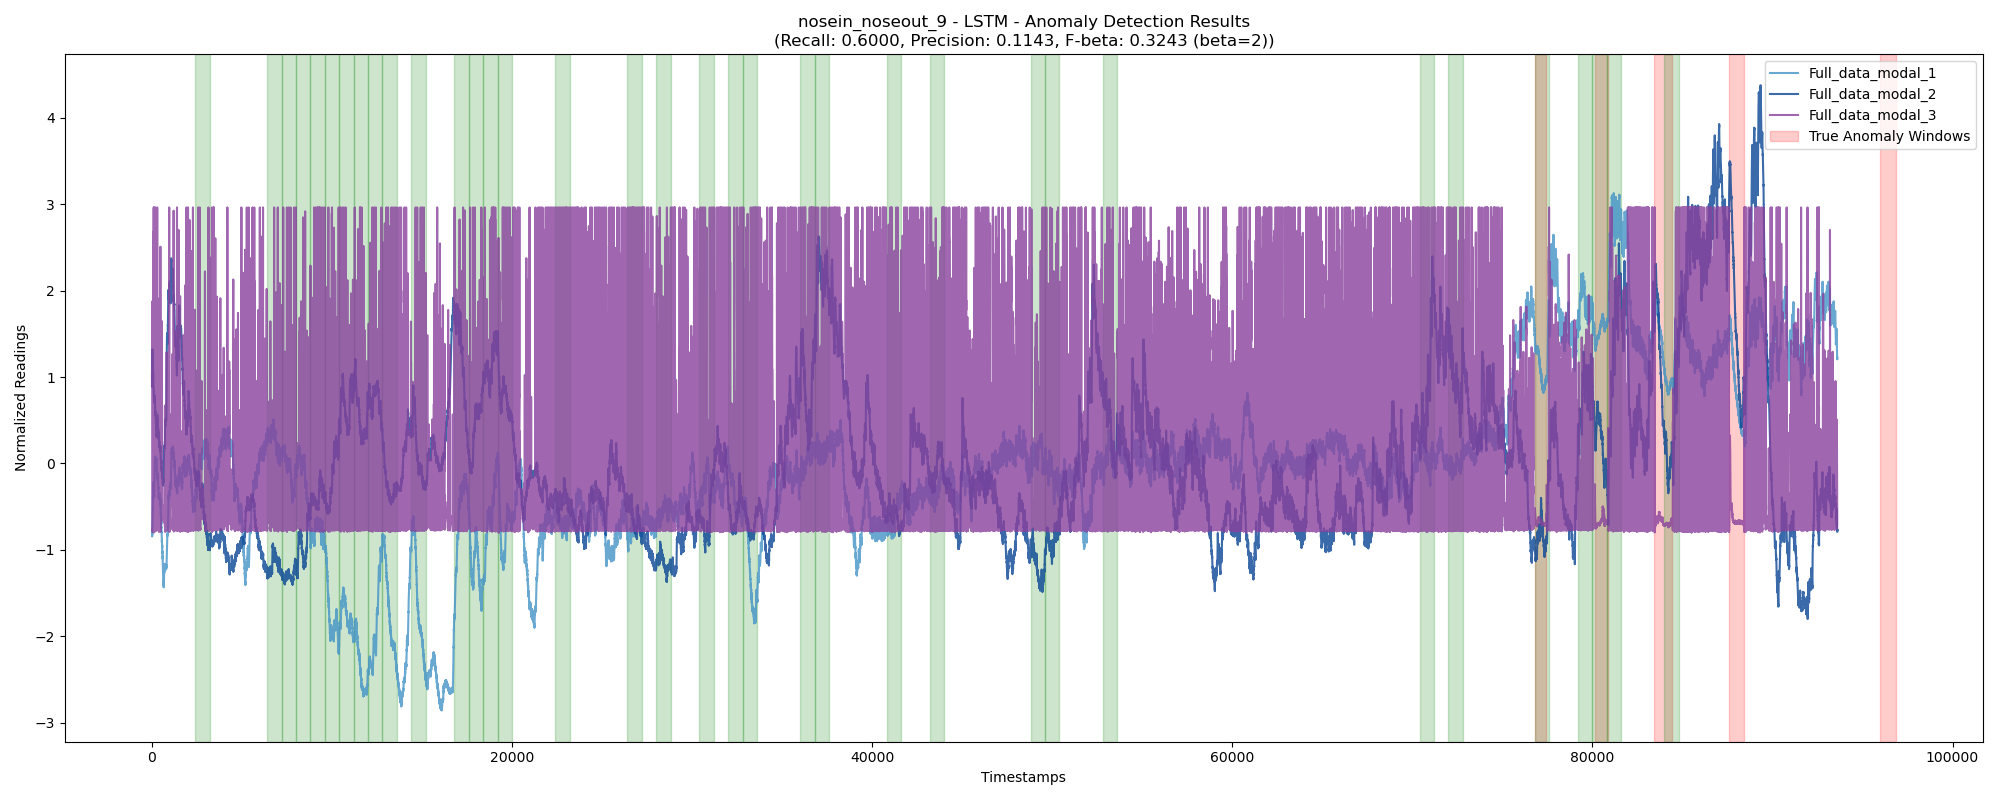 nosein_noseout_9 - LSTM - Anomaly Detection Results
(Recall: 0.6000, Precision: 0.1143, F-beta: 0.3243 (beta=2))
Full_data_modal_1
Full_data_modal_2
Full_data_modal_3
True Anomaly Windows
Normalized Readings
4
3
2
1
0
−1
−2
−3
0
20000
40000
60000
80000
100000
Timestamps